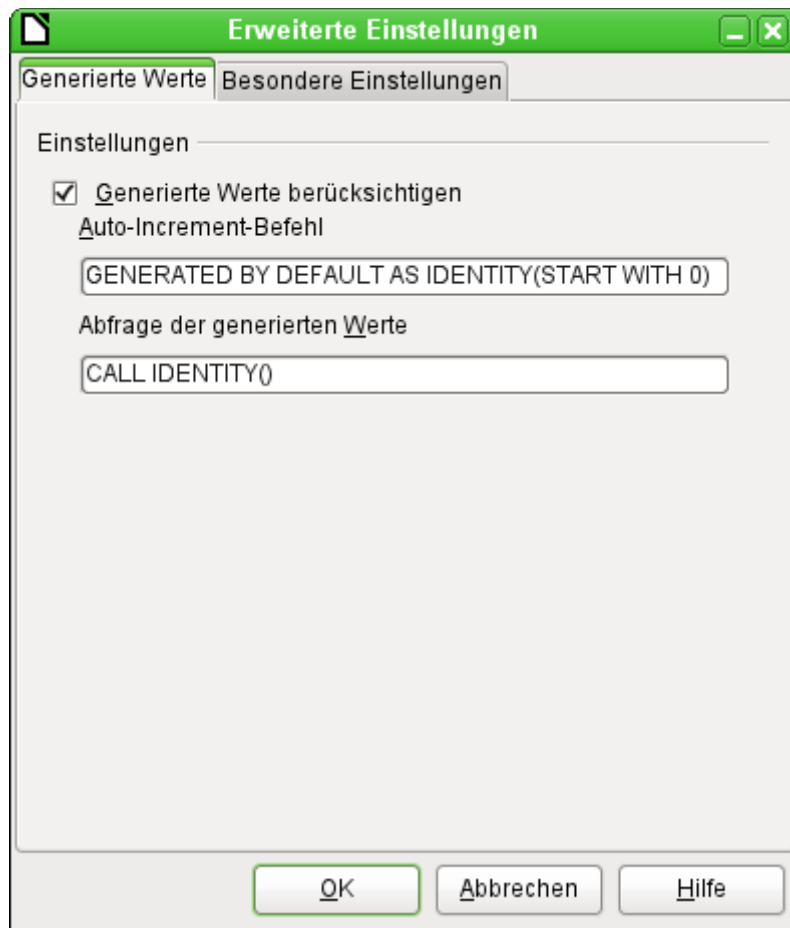 Erweiterte Einstellungen
Generierte Werte Besondere Einstellungen
Einstellungen
Generierte Werte berücksichtigen
Auto-Increment-Befehl
GENERATED BY DEFAULT AS IDENTITY(START WITH 0)
Abfrage der generierten Werte
CALL IDENTITY()
OK Abbrechen Hilfe